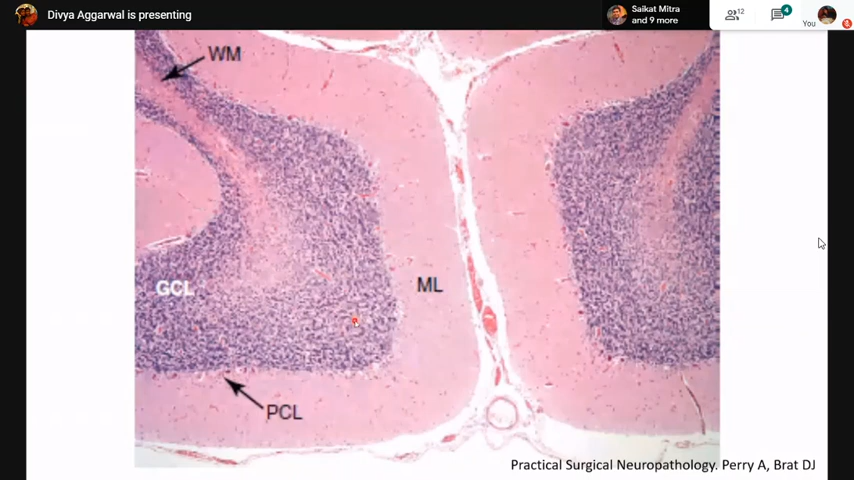 Divya Aggarwal is presenting
Saikat Mitra
and 9 more
12
4
You
WM
GCL
ML
PCL
Practical Surgical Neuropathology. Perry A, Brat DJ